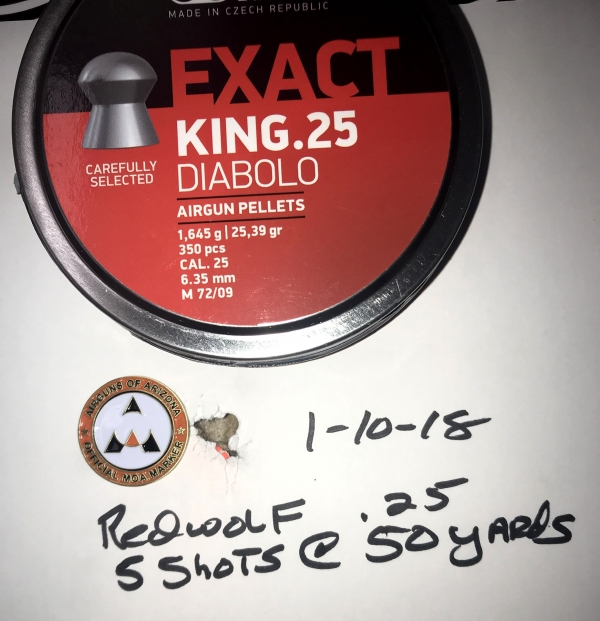 MADE IN CZECH REPUBLIC
EXACT
KING.25
DIABOLO
CAREFULLY
SELECTED
AIRGUN PELLETS
1,645 g | 25,39 gr
350 pcs
CAL. 25
6.35 mm
M 72/09
AIRGUNS OF ARIZONA
OFFICIAL MOA MARKER
1-10-18
Redwolf .25
5 SHOTS @ 50 YARDS